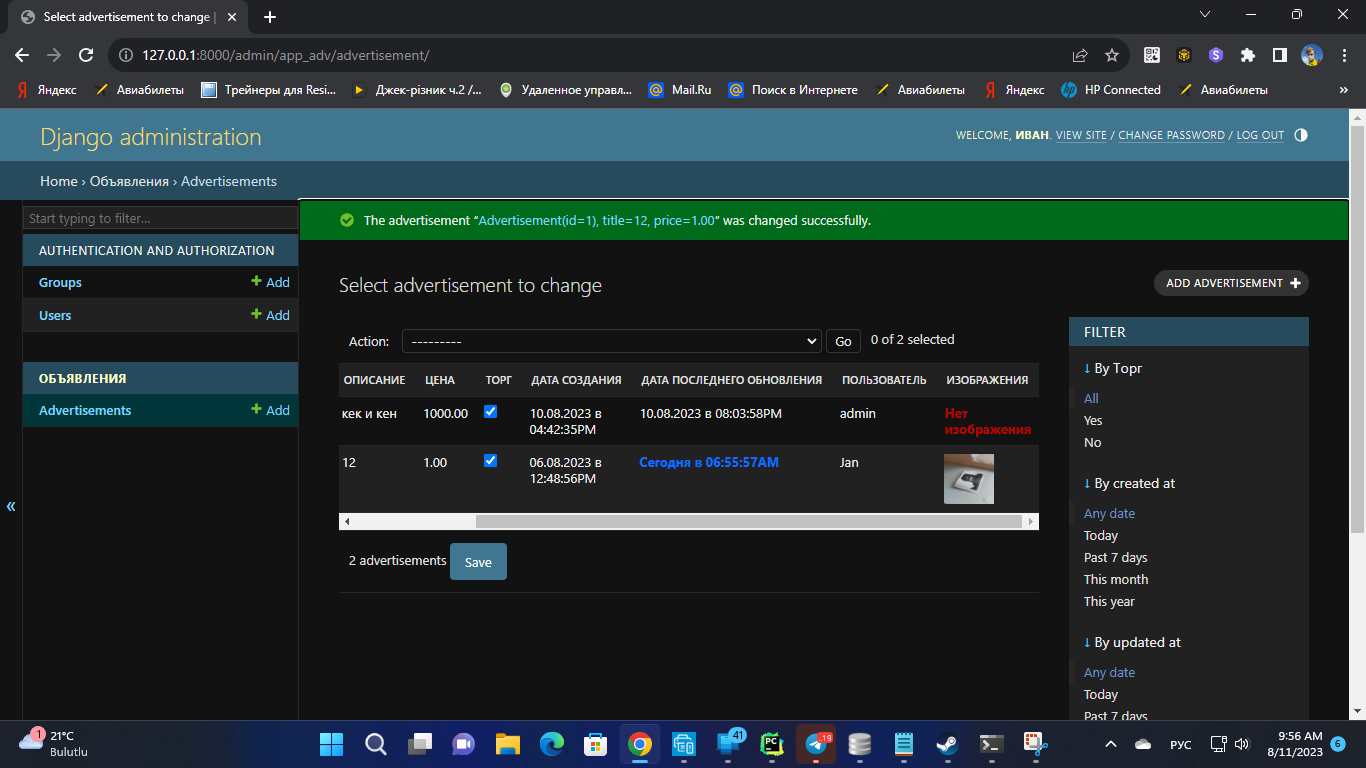 Select advertisement to change |
127.0.0.1:8000/admin/app_adv/advertisement/
Яндекс Авиабилеты Трейнеры для Resi... Джек-різник ч.2 /... Удаленное управл... Mail.Ru Поиск в Интернете Авиабилеты Яндекс HP Connected Авиабилеты »
Django administration
WELCOME, ИВАН. VIEW SITE / CHANGE PASSWORD / LOG OUT
Home › Объявления › Advertisements
Start typing to filter...
The advertisement “Advertisement(id=1), title=12, price=1.00” was changed successfully.
AUTHENTICATION AND AUTHORIZATION
Groups + Add
Users + Add
ОБЪЯВЛЕНИЯ
Advertisements + Add
«
Select advertisement to change
ADD ADVERTISEMENT +
Action: --------- Go 0 of 2 selected
ОПИСАНИЕ ЦЕНА ТОРГ ДАТА СОЗДАНИЯ ДАТА ПОСЛЕДНЕГО ОБНОВЛЕНИЯ ПОЛЬЗОВАТЕЛЬ ИЗОБРАЖЕНИЯ
кек и кен 1000.00 10.08.2023 в 10.08.2023 в 08:03:58PM admin Нет
04:42:35PM изображения
12 1.00 06.08.2023 в Сегодня в 06:55:57AM Jan
12:48:56PM
2 advertisements Save
FILTER
↓ By Торг
All
Yes
No
↓ By created at
Any date
Today
Past 7 days
This month
This year
↓ By updated at
Any date
Today
Past 7 days
1
21°C
Bulutlu
41
PC
19
РУС
9:56 AM
8/11/2023
6